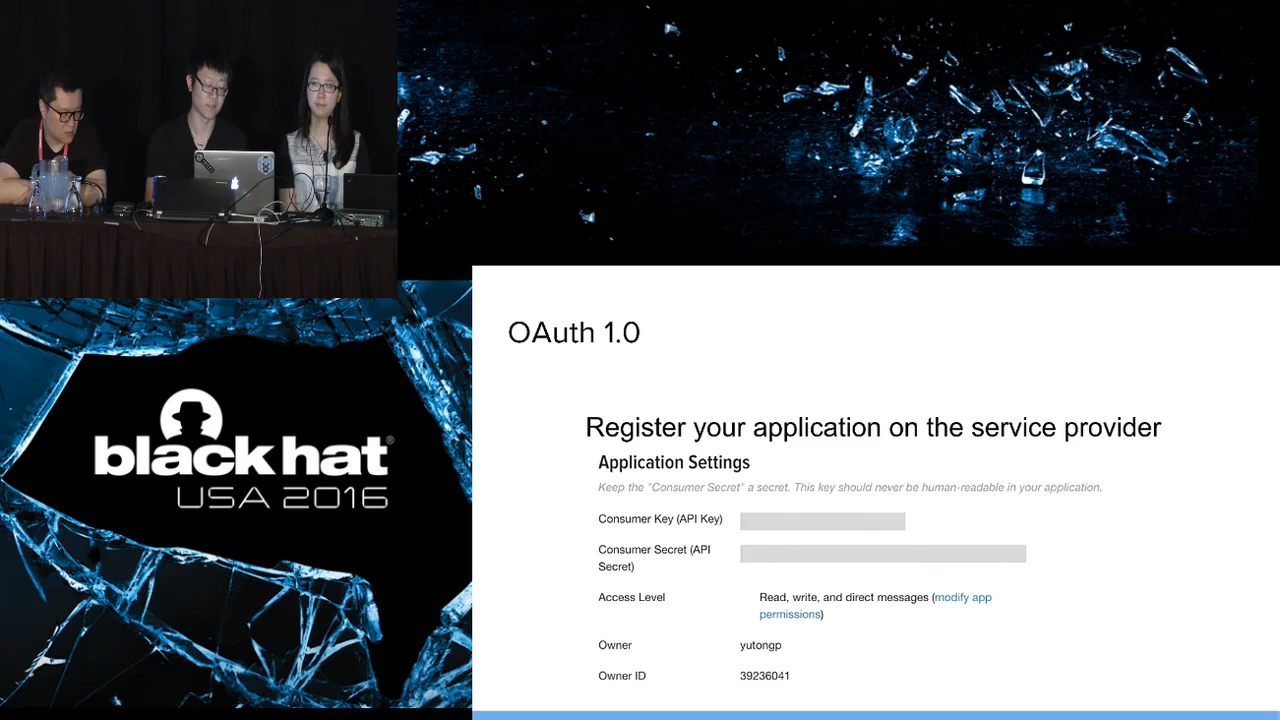 black hat®
USA 2016
OAuth 1.0
Register your application on the service provider
Application Settings
Keep the "Consumer Secret" a secret. This key should never be human-readable in your application.
Consumer Key (API Key)
Consumer Secret (API
Secret)
Access Level
Read, write, and direct messages (modify app
permissions)
Owner
yutongp
Owner ID
39236041